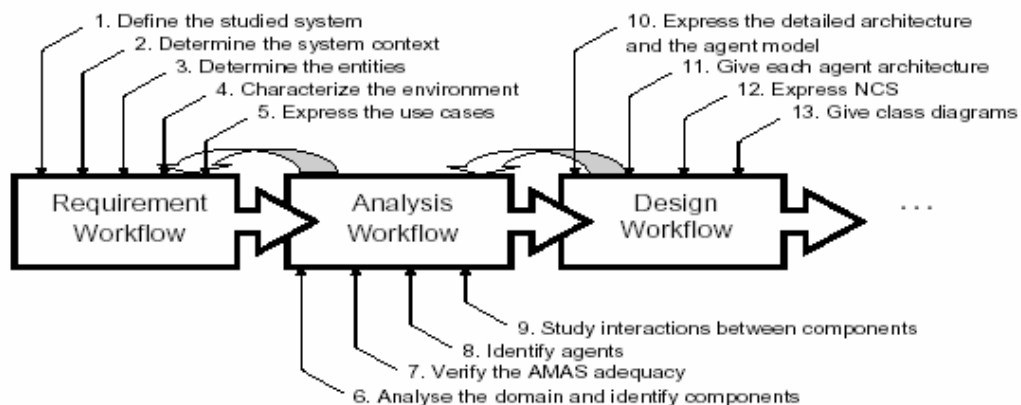 1. Define the studied system
2. Determine the system context
3. Determine the entities
4. Characterize the environment
5. Express the use cases
10. Express the detailed architecture
and the agent model
11. Give each agent architecture
12. Express NCS
13. Give class diagrams
Requirement
Workflow
Analysis
Workflow
Design
Workflow
...
9. Study interactions between components
8. Identify agents
7. Verify the AMAS adequacy
6. Analyse the domain and identify components